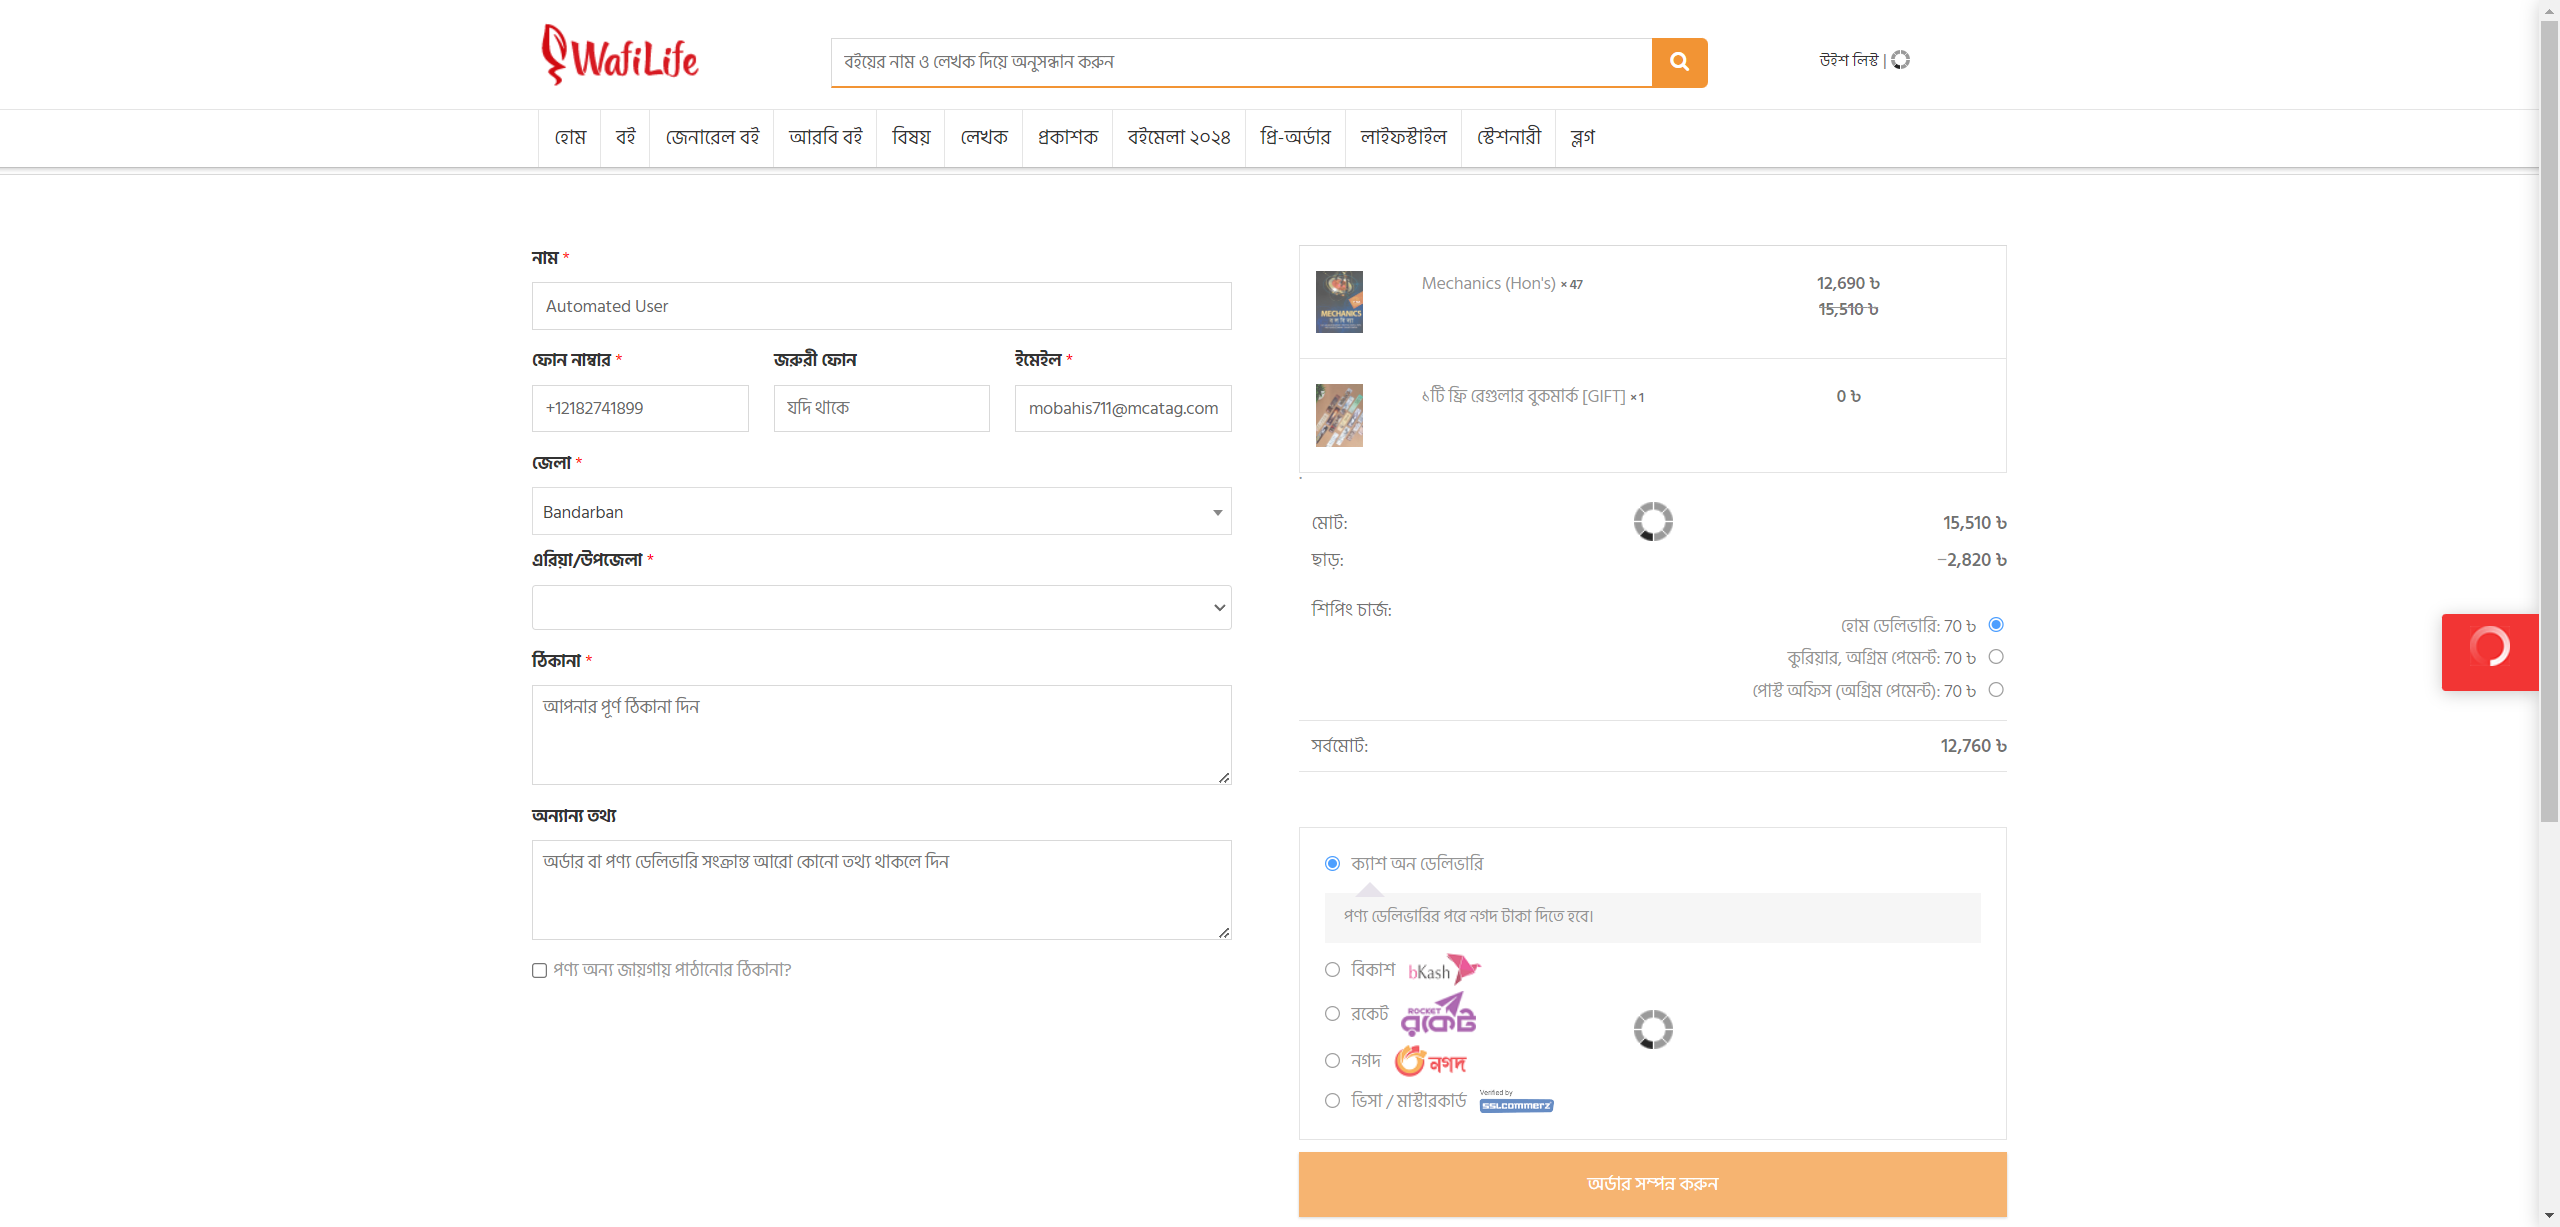 WafiLife
বইয়ের নাম ও লেখক দিয়ে অনুসন্ধান করুন
উইশ লিস্ট |
হোম বই জেনারেল বই আরবি বই বিষয় লেখক প্রকাশক বইমেলা ২০২৪ প্রি-অর্ডার লাইফস্টাইল স্টেশনারী ব্লগ
নাম *
Automated User
ফোন নাম্বার * জরুরী ফোন ইমেইল *
+12182741899 যদি থাকে mobahis711@mcatag.com
জেলা *
Bandarban
এরিয়া/উপজেলা *
ঠিকানা *
আপনার পূর্ণ ঠিকানা দিন
অন্যান্য তথ্য
অর্ডার বা পণ্য ডেলিভারি সংক্রান্ত আরো কোনো তথ্য থাকলে দিন
পণ্য অন্য জায়গায় পাঠানোর ঠিকানা?
MECHANICS
Mechanics (Hon's) × 47 12,690 ৳
15,510 ৳
১টি ফ্রি রেগুলার বুকমার্ক [GIFT] × 1 0 ৳
মোট: 15,510 ৳
ছাড়: −2,820 ৳
শিপিং চার্জ:
হোম ডেলিভারি: 70 ৳
কুরিয়ার, অগ্রিম পেমেন্ট: 70 ৳
পোস্ট অফিস (অগ্রিম পেমেন্ট): 70 ৳
সর্বমোট: 12,760 ৳
ক্যাশ অন ডেলিভারি
পণ্য ডেলিভারির পরে নগদ টাকা দিতে হবে।
বিকাশ bKash
রকেট ROCKET রকেট
নগদ নগদ
ভিসা / মাস্টারকার্ড Verified by SSLCOMMERZ
অর্ডার সম্পন্ন করুন